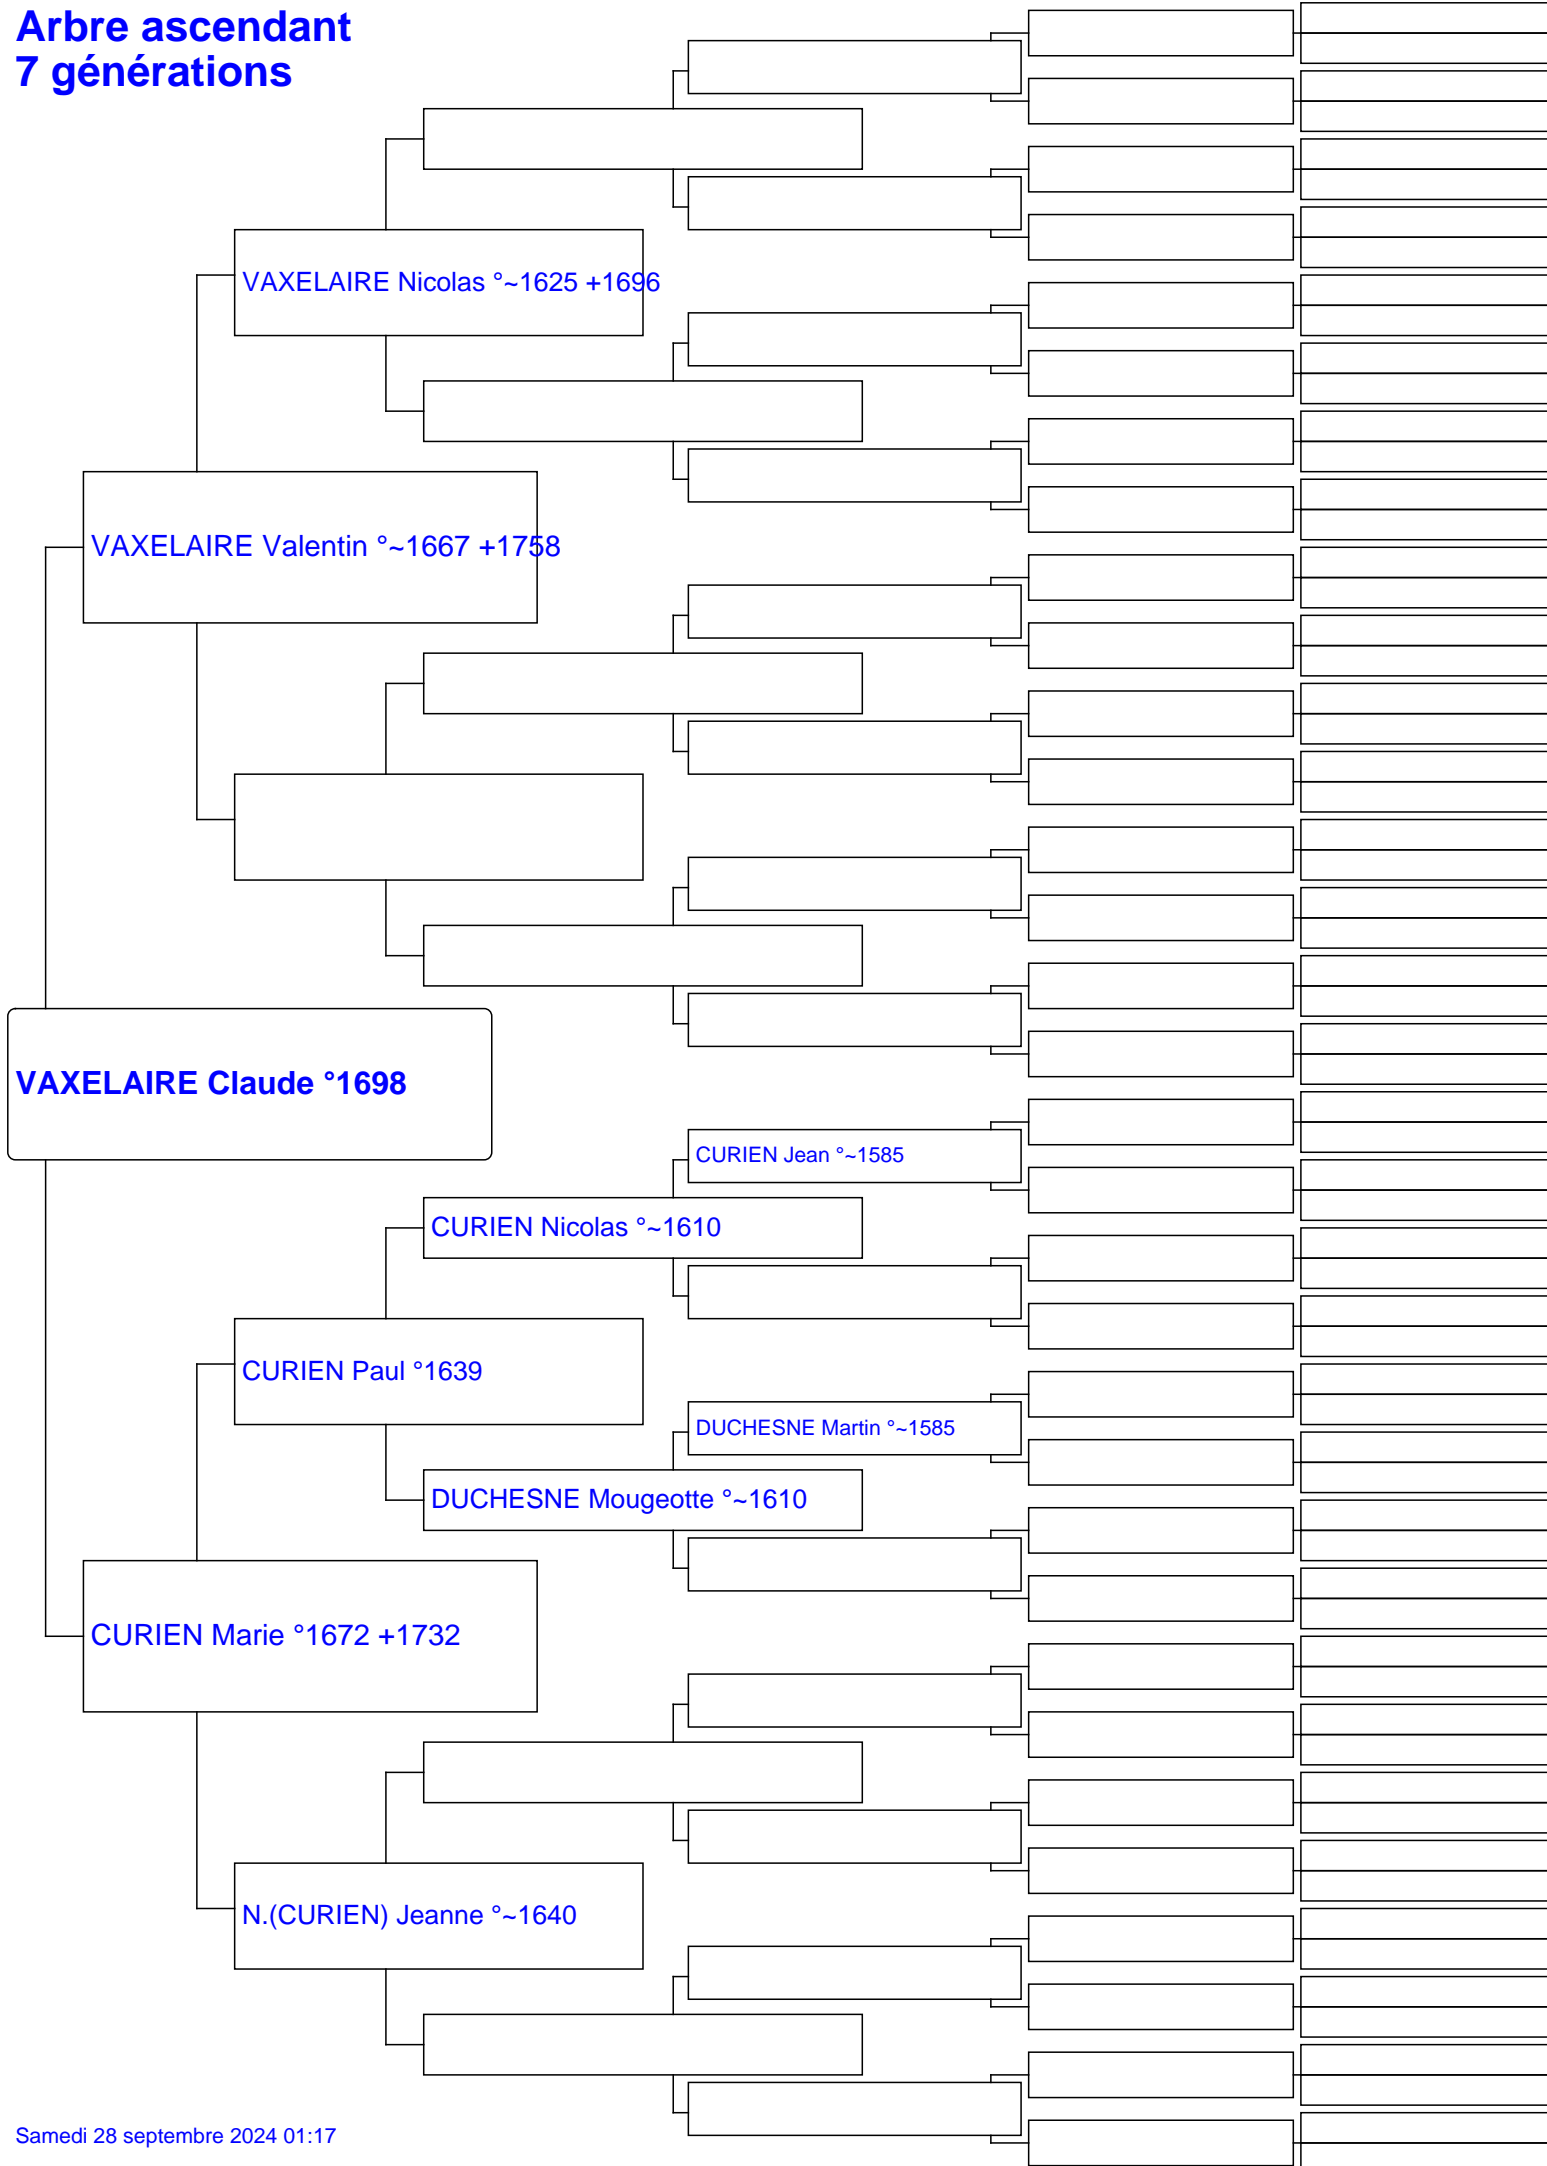 Arbre ascendant
7 générations
VAXELAIRE Nicolas °~1625 +1696
VAXELAIRE Valentin °~1667 +1758
VAXELAIRE Claude °1698
CURIEN Jean °~1585
CURIEN Nicolas °~1610
CURIEN Paul °1639
DUCHESNE Martin °~1585
DUCHESNE Mougeotte °~1610
CURIEN Marie °1672 +1732
N.(CURIEN) Jeanne °~1640
Samedi 28 septembre 2024 01:17